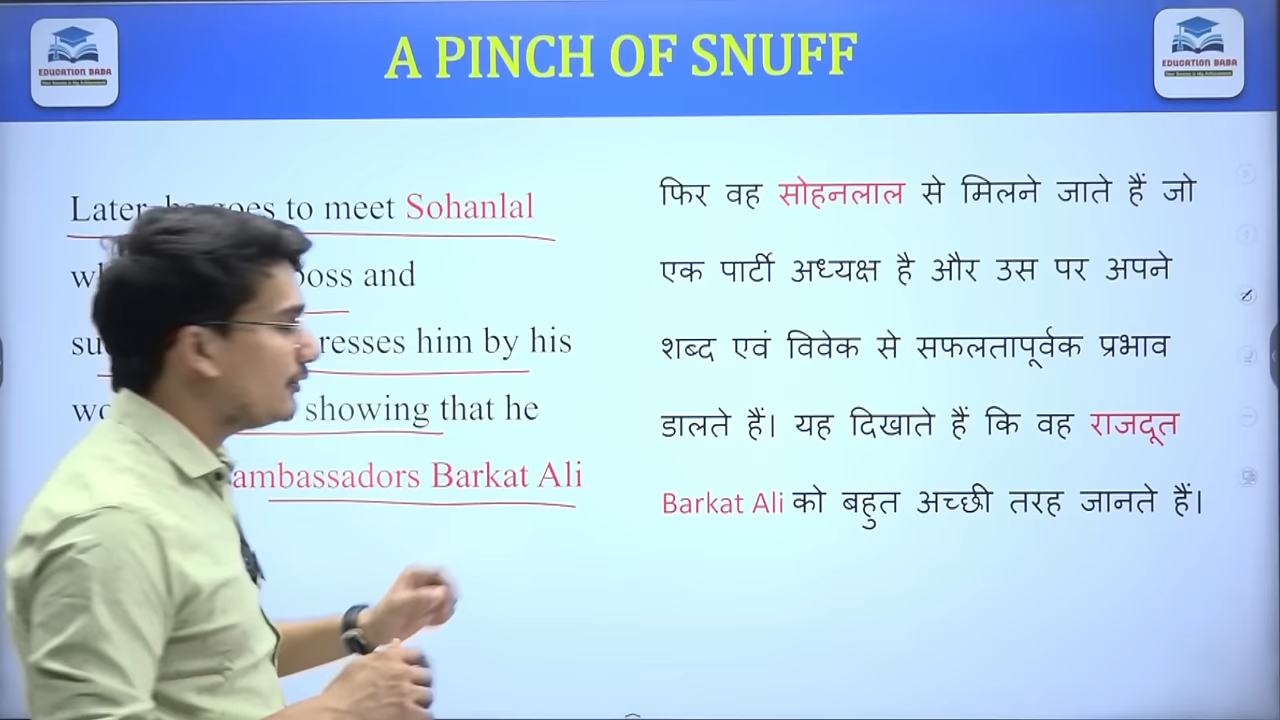 EDUCATION BABA
A PINCH OF SNUFF
EDUCATION BABA
Later he goes to meet Sohanlal
boss and
resses him by his
showing that he
ambassadors Barkat Ali
फिर वह सोहनलाल से मिलने जाते हैं जो
एक पार्टी अध्यक्ष है और उस पर अपने
शब्द एवं विवेक से सफलतापूर्वक प्रभाव
डालते हैं। यह दिखाते हैं कि वह राजदूत
Barkat Ali को बहुत अच्छी तरह जानते हैं।